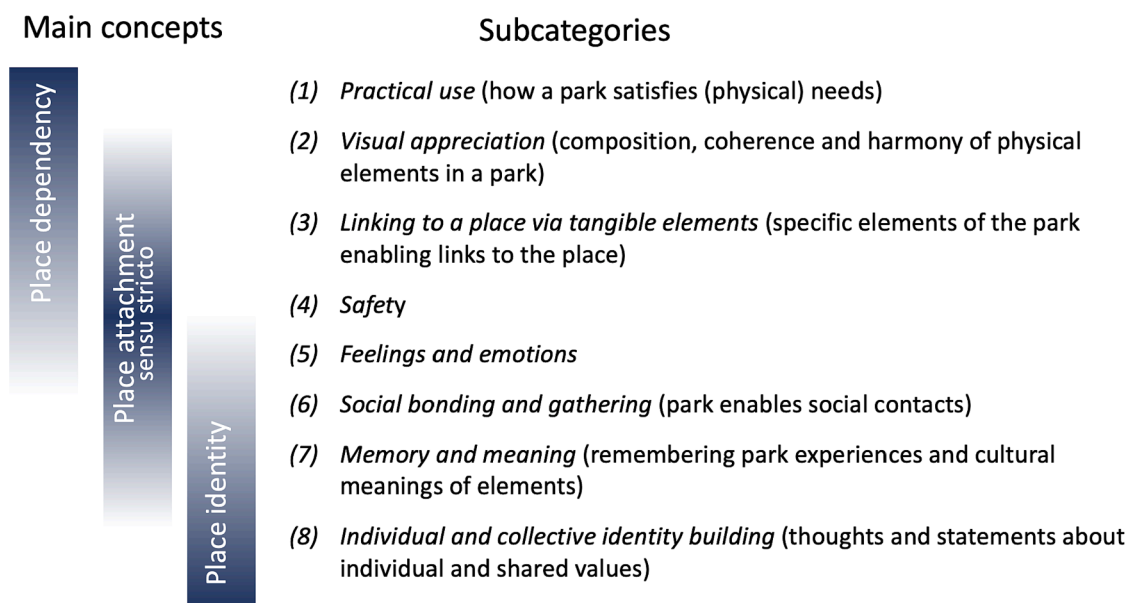 Main concepts
Subcategories
Place dependency
Place attachment
sensu stricto
Place identity
(1) Practical use (how a park satisfies (physical) needs)
(2) Visual appreciation (composition, coherence and harmony of physical
elements in a park)
(3) Linking to a place via tangible elements (specific elements of the park
enabling links to the place)
(4) Safety
(5) Feelings and emotions
(6) Social bonding and gathering (park enables social contacts)
(7) Memory and meaning (remembering park experiences and cultural
meanings of elements)
(8) Individual and collective identity building (thoughts and statements about
individual and shared values)